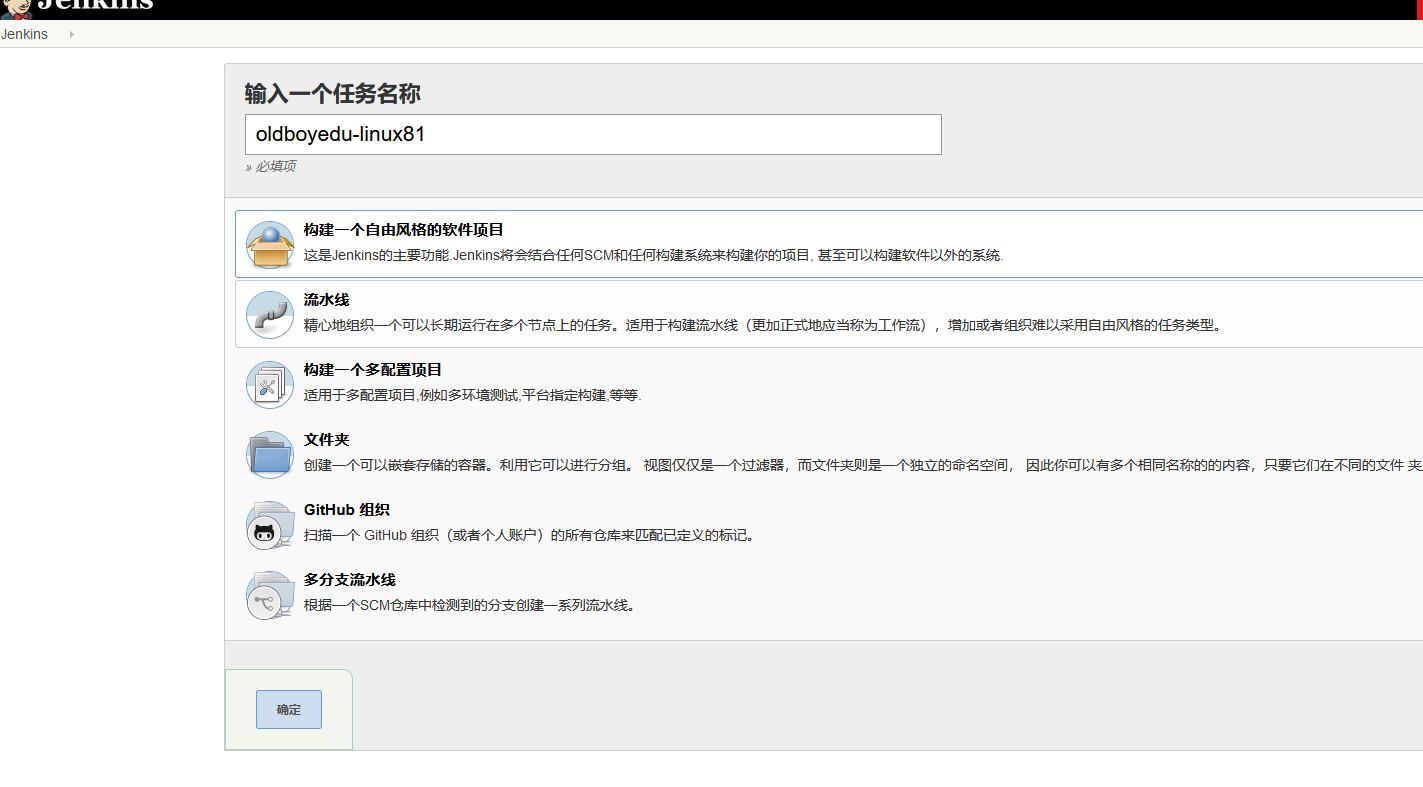 Jenkins
Jenkins
输入一个任务名称
oldboyedu-linux81
» 必填项
构建一个自由风格的软件项目
这是Jenkins的主要功能.Jenkins将会结合任何SCM和任何构建系统来构建你的项目, 甚至可以构建软件以外的系统.
流水线
精心地组织一个可以长期运行在多个节点上的任务。适用于构建流水线（更加正式地应当称为工作流），增加或者组织难以采用自由风格的任务类型。
构建一个多配置项目
适用于多配置项目,例如多环境测试,平台指定构建,等等.
文件夹
创建一个可以嵌套存储的容器。利用它可以进行分组。 视图仅仅是一个过滤器，而文件夹则是一个独立的命名空间， 因此你可以有多个相同名称的的内容，只要它们在不同的文件 夹
GitHub 组织
扫描一个 GitHub 组织（或者个人账户）的所有仓库来匹配已定义的标记。
多分支流水线
根据一个SCM仓库中检测到的分支创建一系列流水线。
确定